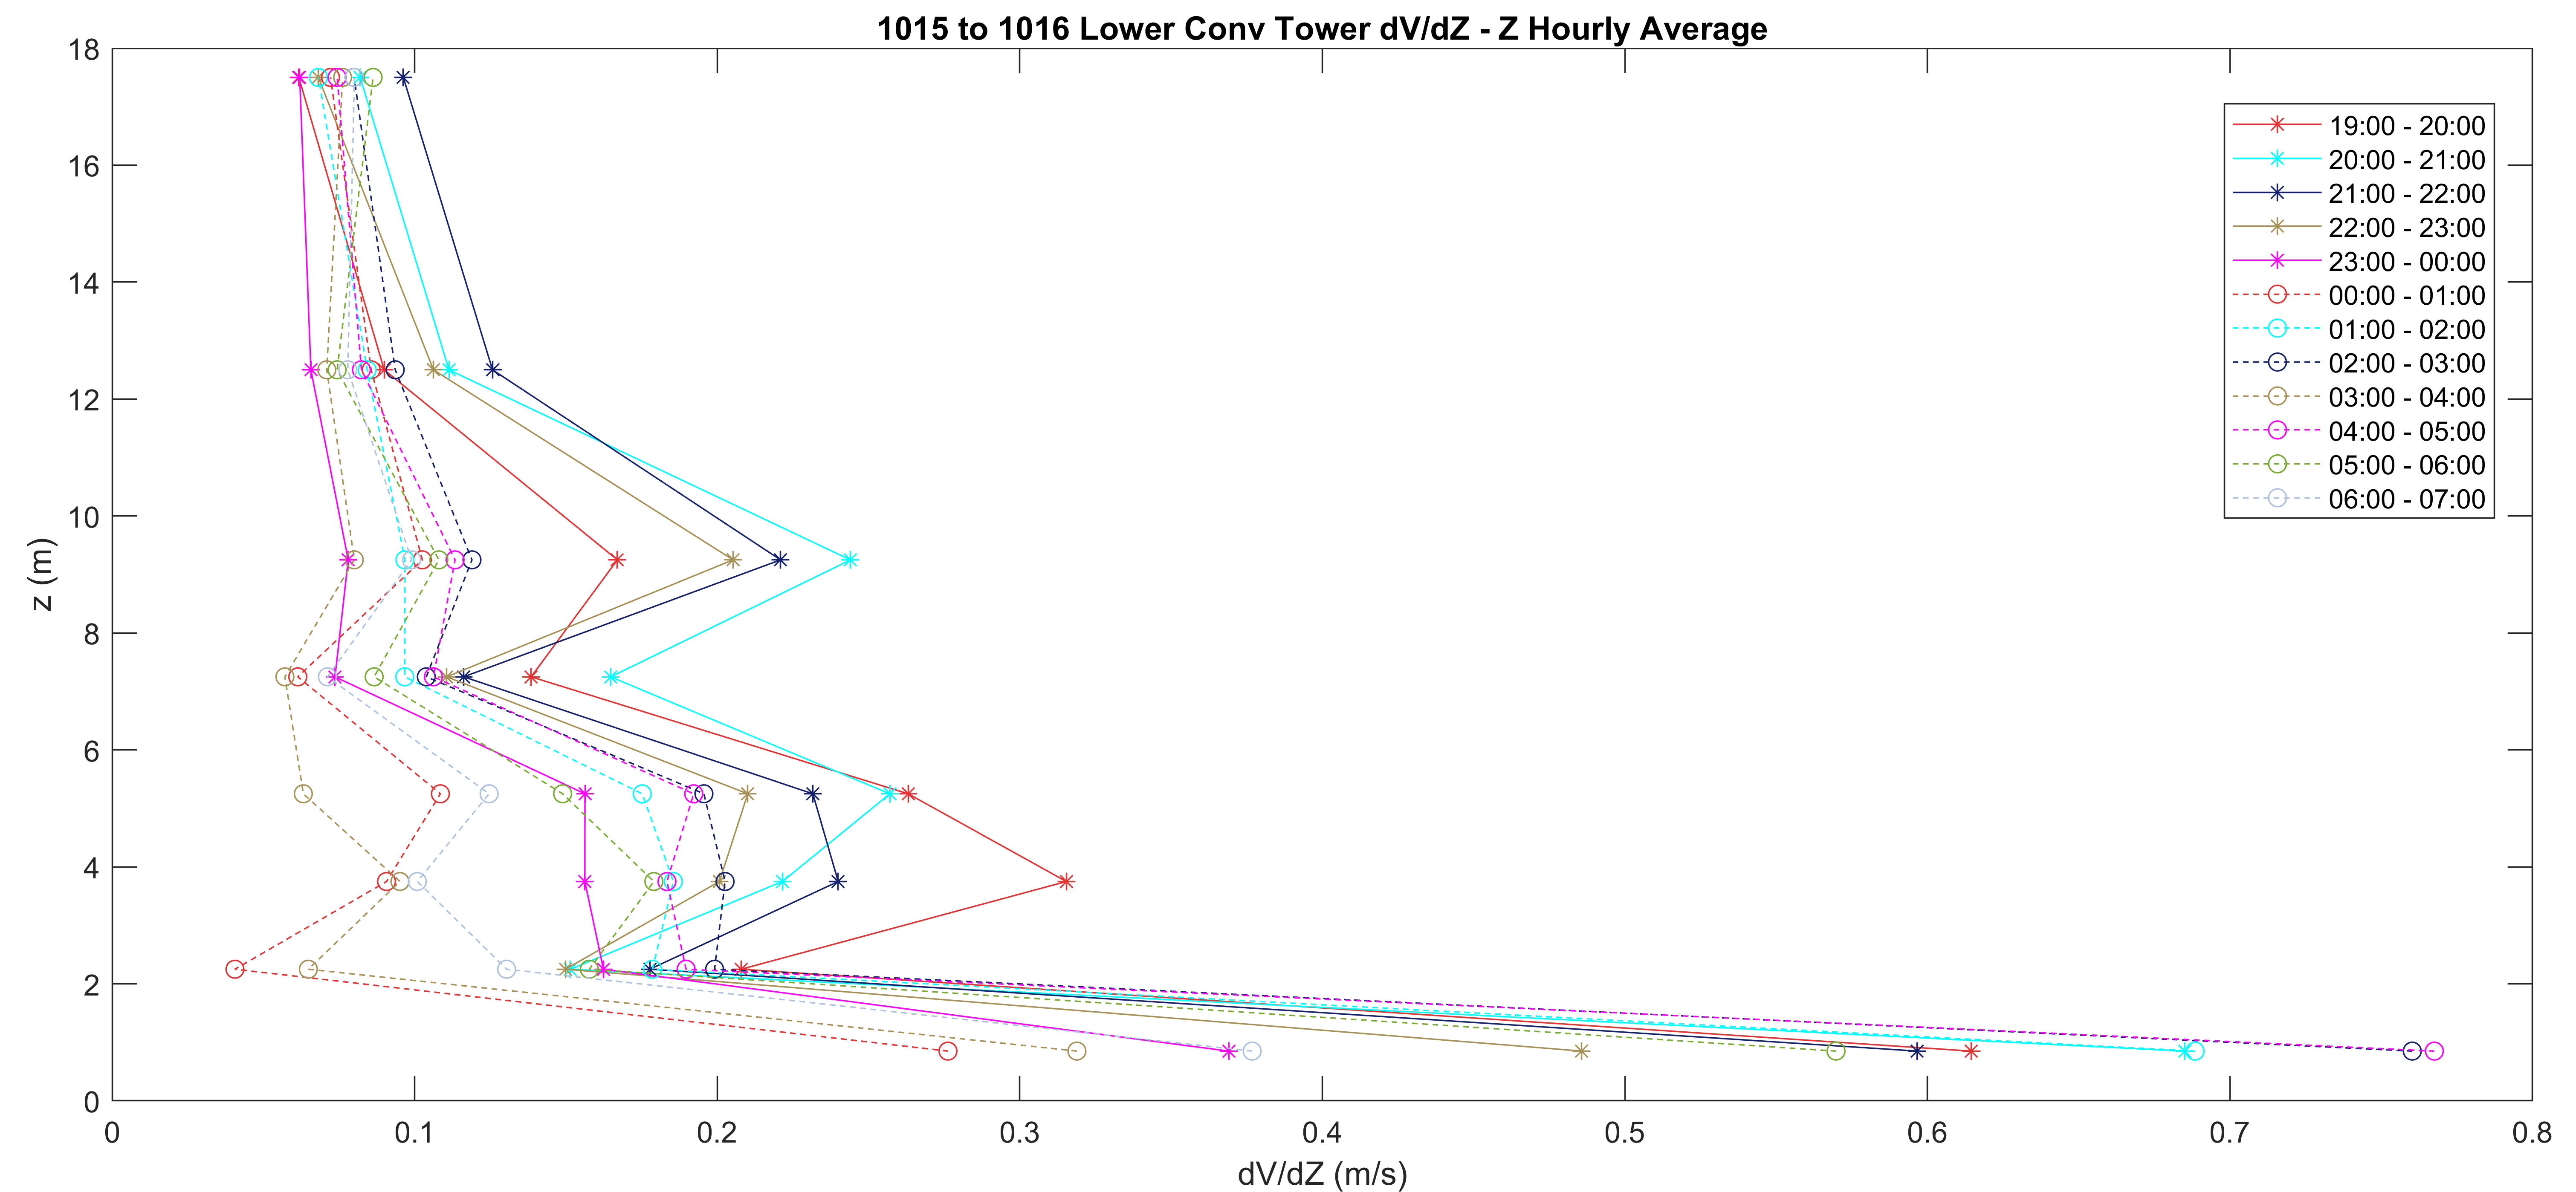 1015 to 1016 Lower Conv Tower dV/dZ - Z Hourly Average
18
16
14
12
10
8
6
4
2
0
z (m)
0 0.1 0.2 0.3 0.4 0.5 0.6 0.7 0.8
dV/dZ (m/s)
19:00 - 20:00
20:00 - 21:00
21:00 - 22:00
22:00 - 23:00
23:00 - 00:00
00:00 - 01:00
01:00 - 02:00
02:00 - 03:00
03:00 - 04:00
04:00 - 05:00
05:00 - 06:00
06:00 - 07:00